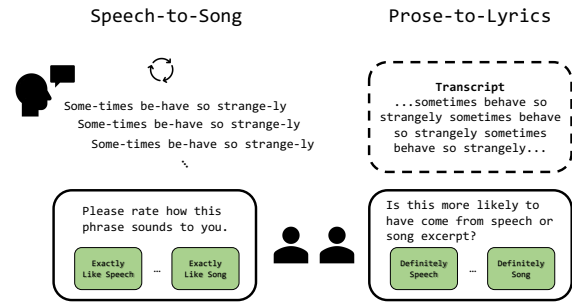 Speech-to-Song
Some-times be-have so strange-ly
Some-times be-have so strange-ly
Some-times be-have so strange-ly
Please rate how this
phrase sounds to you.
Exactly
Like Speech
...
Exactly
Like Song
Prose-to-Lyrics
Transcript
...sometimes behave so
strangely sometimes behave
so strangely sometimes
behave so strangely...
Is this more likely to
have come from speech or
song excerpt?
Definitely
Speech
...
Definitely
Song